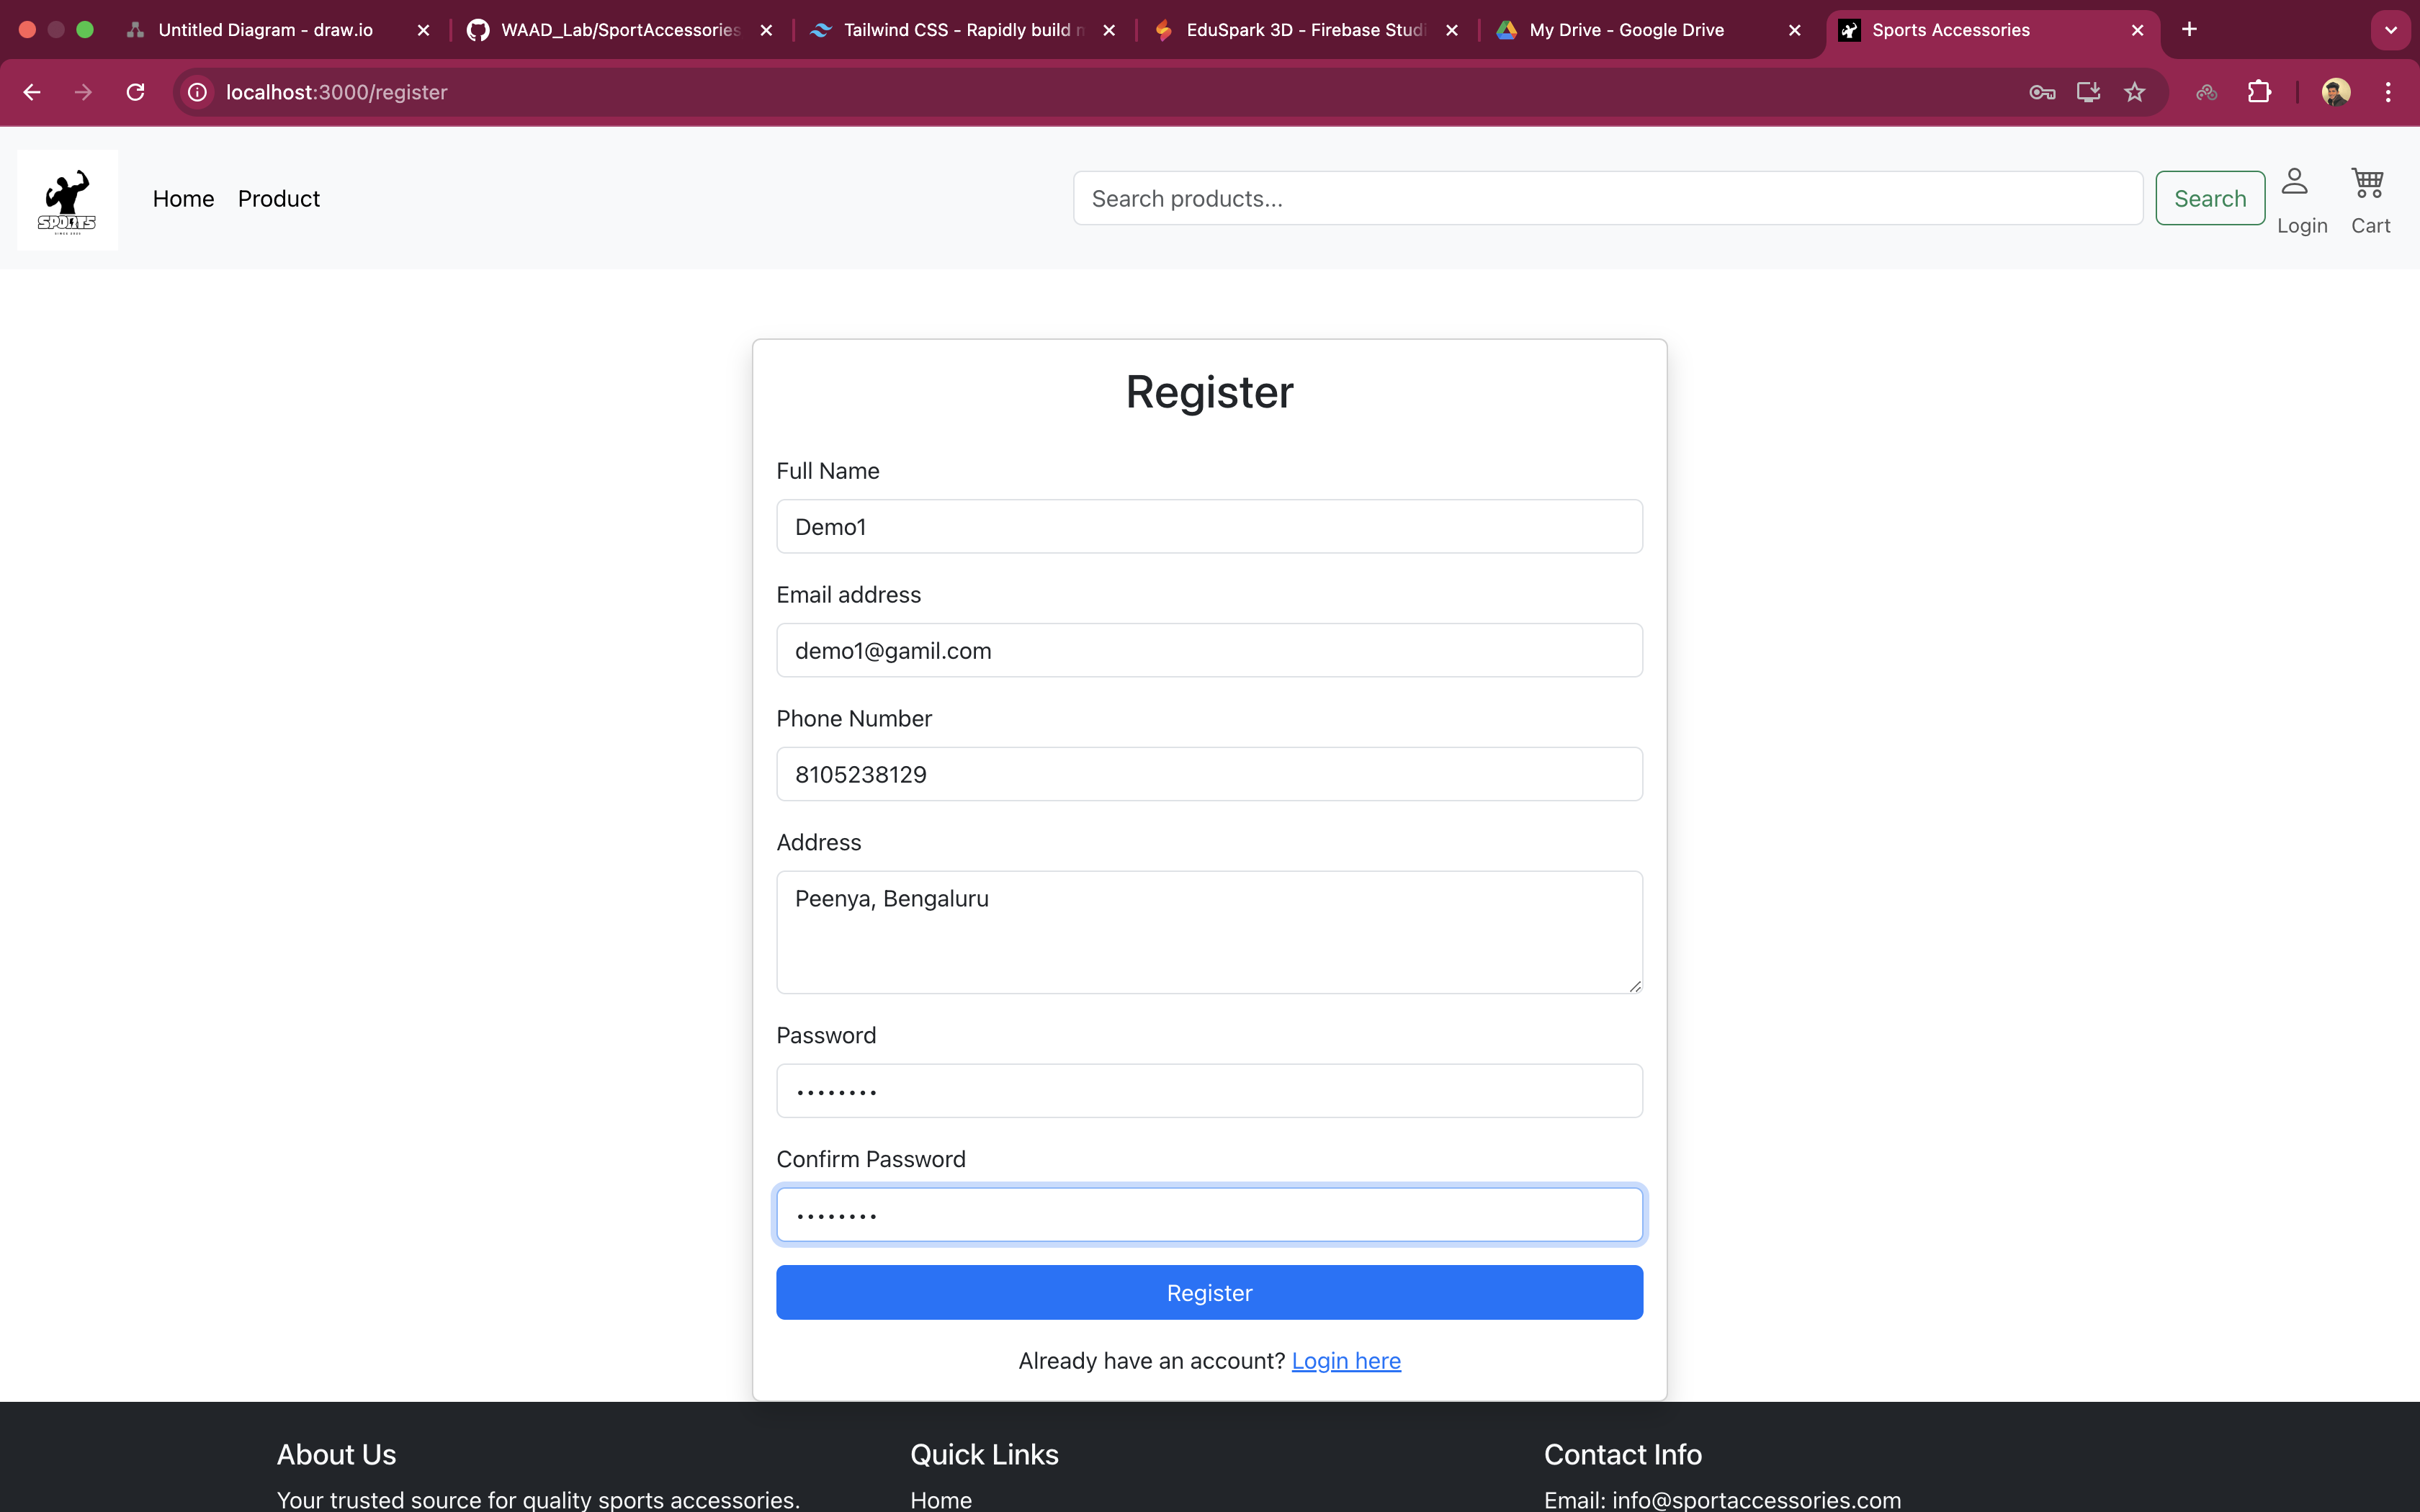 Untitled Diagram - draw.io
WAAD_Lab/SportAccessories
Tailwind CSS - Rapidly build
EduSpark 3D - Firebase Studi
My Drive - Google Drive
Sports Accessories
localhost:3000/register
SPORTS
Home
Product
Search products...
Search
Login
Cart
Register
Full Name
Demo1
Email address
demo1@gamil.com
Phone Number
8105238129
Address
Peenya, Bengaluru
Password
••••••••
Confirm Password
••••••••
Register
Already have an account? Login here
About Us
Quick Links
Contact Info
Your trusted source for quality sports accessories.
Home
Email: info@sportaccessories.com